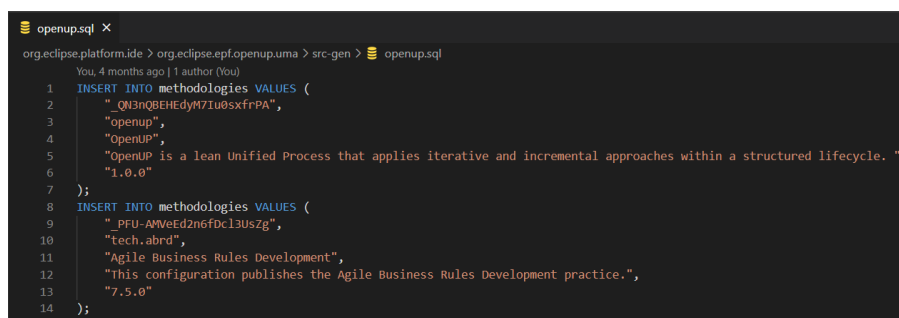 openup.sql ×
org.eclipse.platform.ide > org.eclipse.epf.openup.uma > src-gen > openup.sql
You, 4 months ago | 1 author (You)
1 INSERT INTO methodologies VALUES (
2 "_QN3nQBEHEdyM7Iu0sxfrPA",
3 "openup",
4 "OpenUP",
5 "OpenUP is a lean Unified Process that applies iterative and incremental approaches within a structured lifecycle. "
6 "1.0.0"
7 );
8 INSERT INTO methodologies VALUES (
9 "_PFU-AMVeEd2n6fDcl3UsZg",
10 "tech.abrd",
11 "Agile Business Rules Development",
12 "This configuration publishes the Agile Business Rules Development practice.",
13 "7.5.0"
14 );